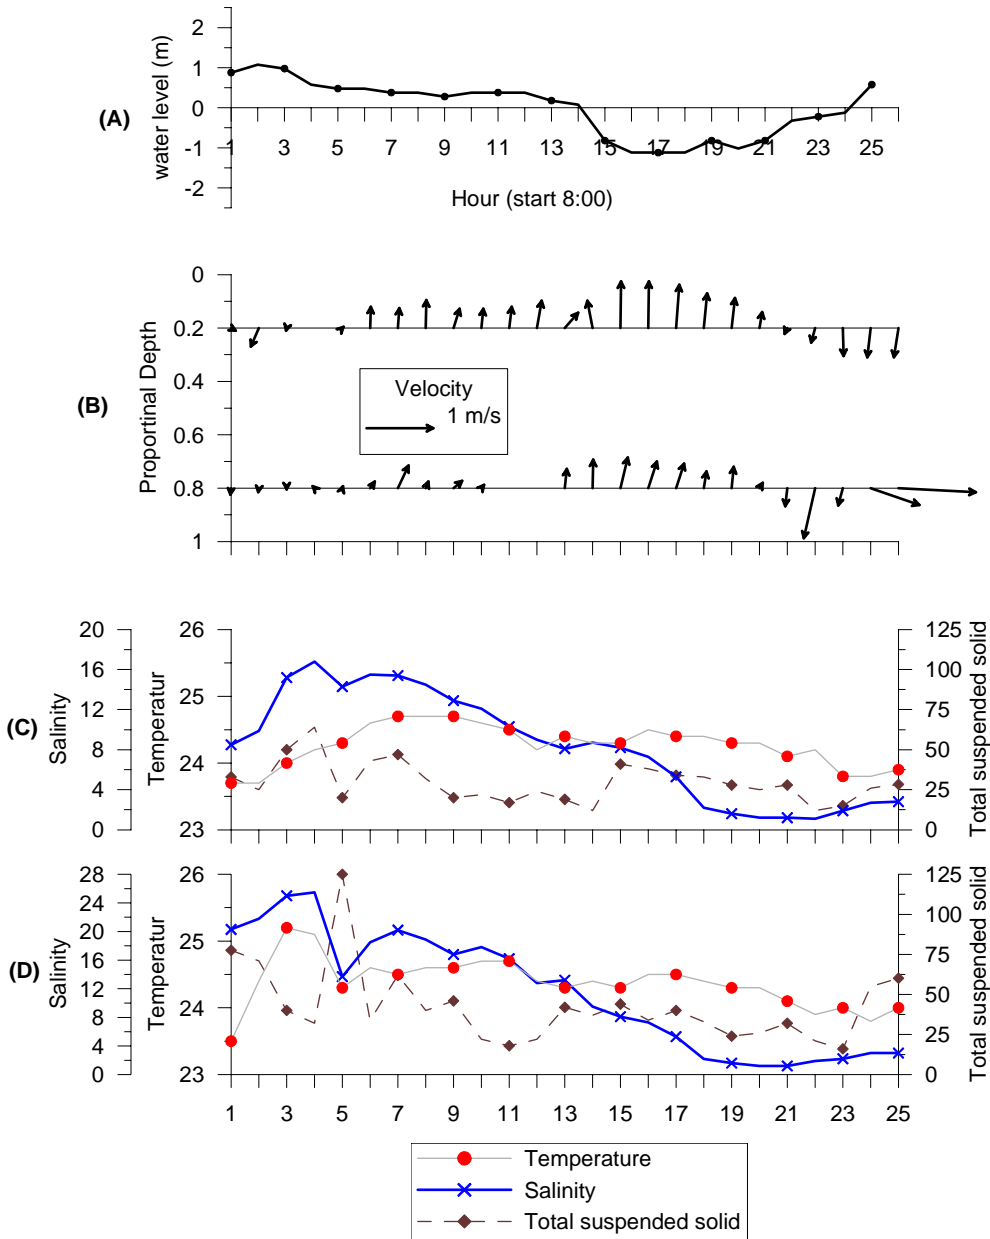 (A)
water level (m)
2
1
0
-1
-2
1 3 5 7 9 11 13 15 17 19 21 23 25
Hour (start 8:00)
(B)
Proportinal Depth
0
0.2
0.4
0.6
0.8
1
Velocity
1 m/s
(C)
Salinity
20
16
12
8
4
0
Temperatur
26
25
24
23
Total suspended solid
125
100
75
50
25
0
(D)
Salinity
28
24
20
16
12
8
4
0
Temperatur
26
25
24
23
Total suspended solid
125
100
75
50
25
0
1 3 5 7 9 11 13 15 17 19 21 23 25
Temperature
Salinity
Total suspended solid